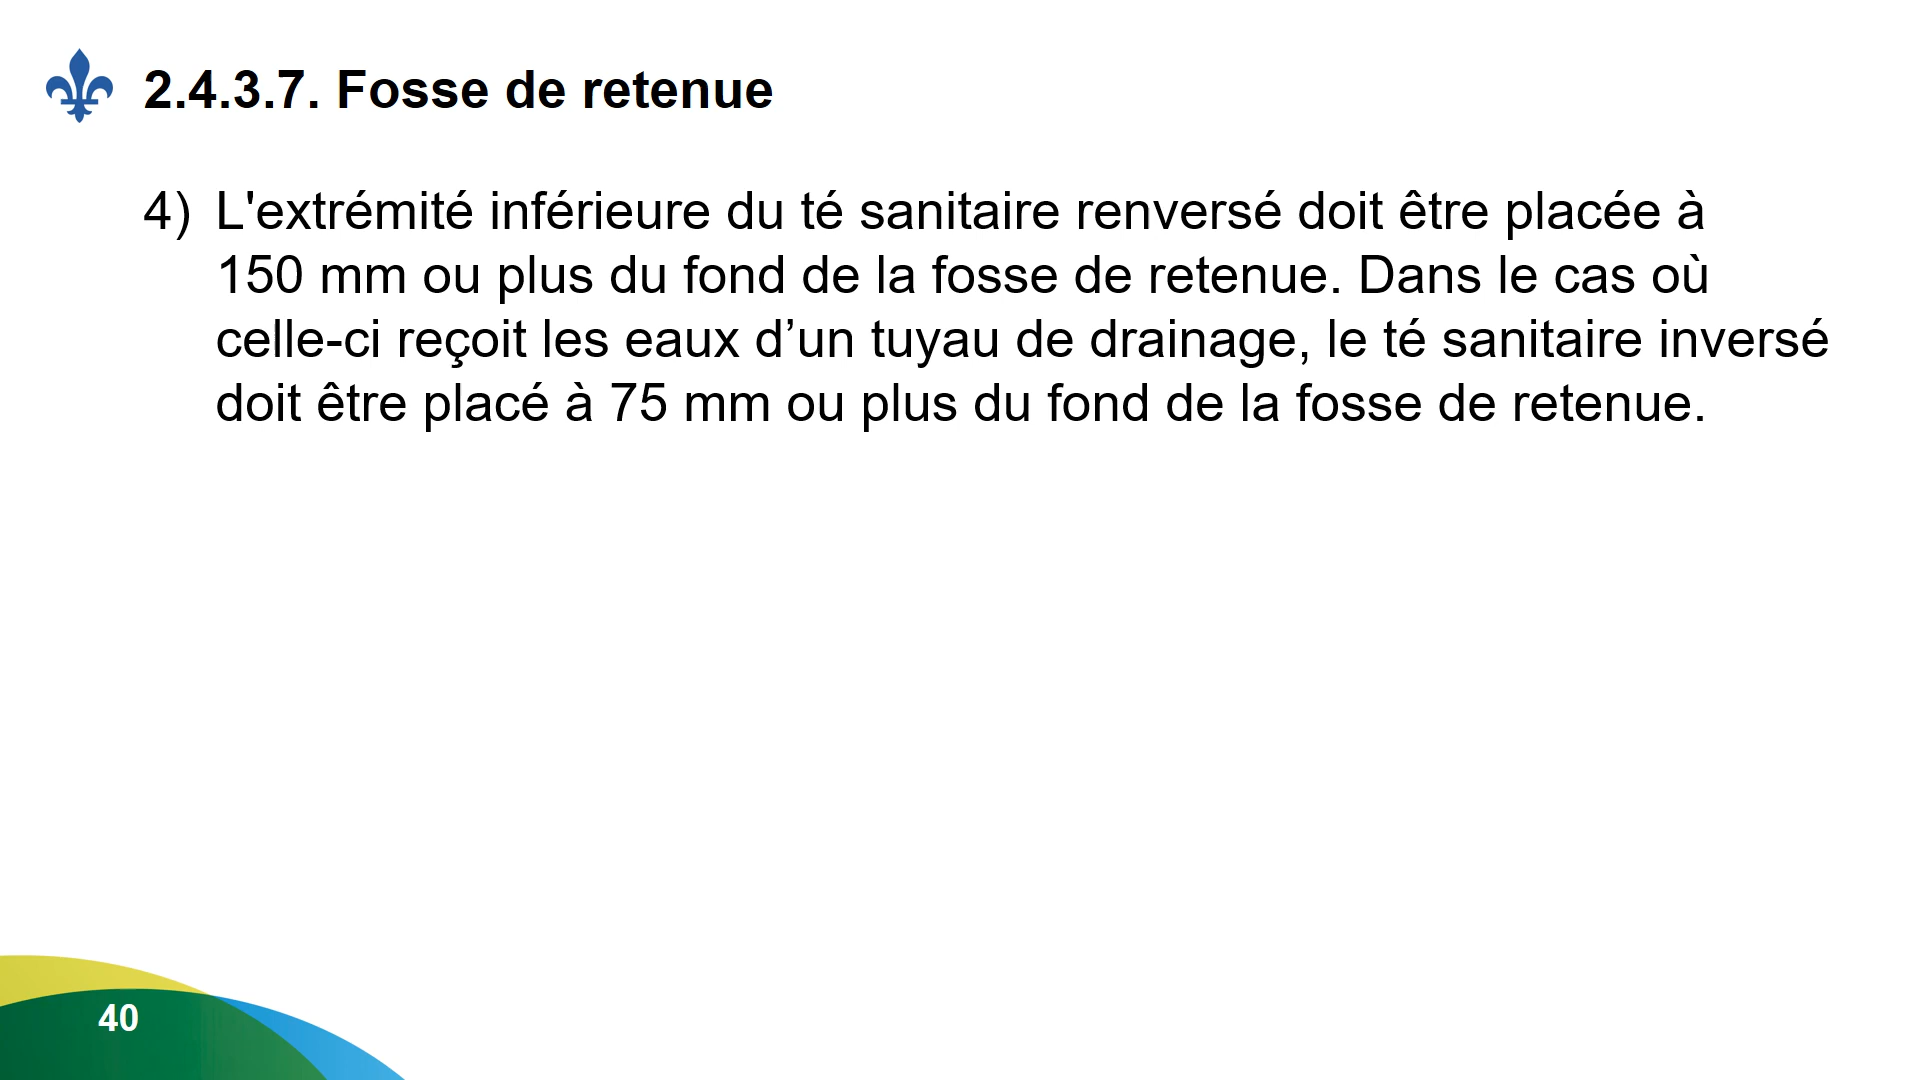 2.4.3.7. Fosse de retenue
4) L'extrémité inférieure du té sanitaire renversé doit être placée à
150 mm ou plus du fond de la fosse de retenue. Dans le cas où
celle-ci reçoit les eaux d’un tuyau de drainage, le té sanitaire inversé
doit être placé à 75 mm ou plus du fond de la fosse de retenue.
40